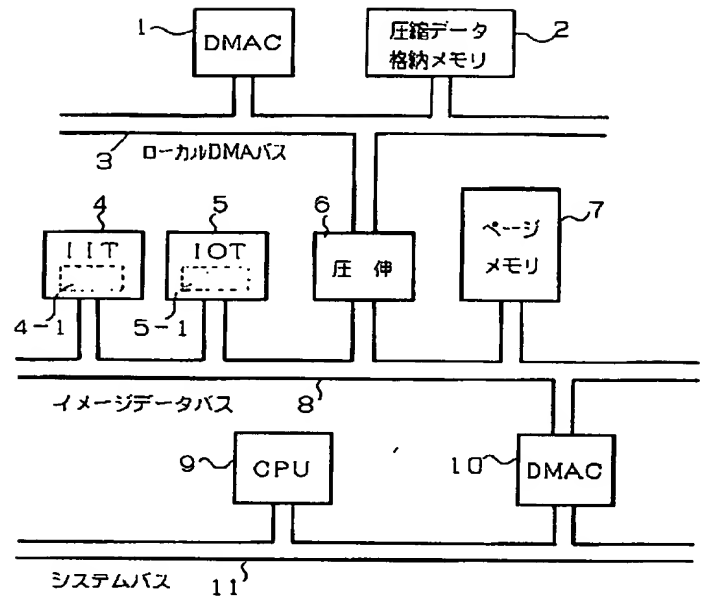 1
DMAC
圧縮データ
格納メモリ
2
3
ローカルDMAバス
4
IIT
4-1
5
IOT
5-1
6
圧 伸
ページ
メモリ
7
イメージデータバス
8
9
CPU
10
DMAC
システムバス
11